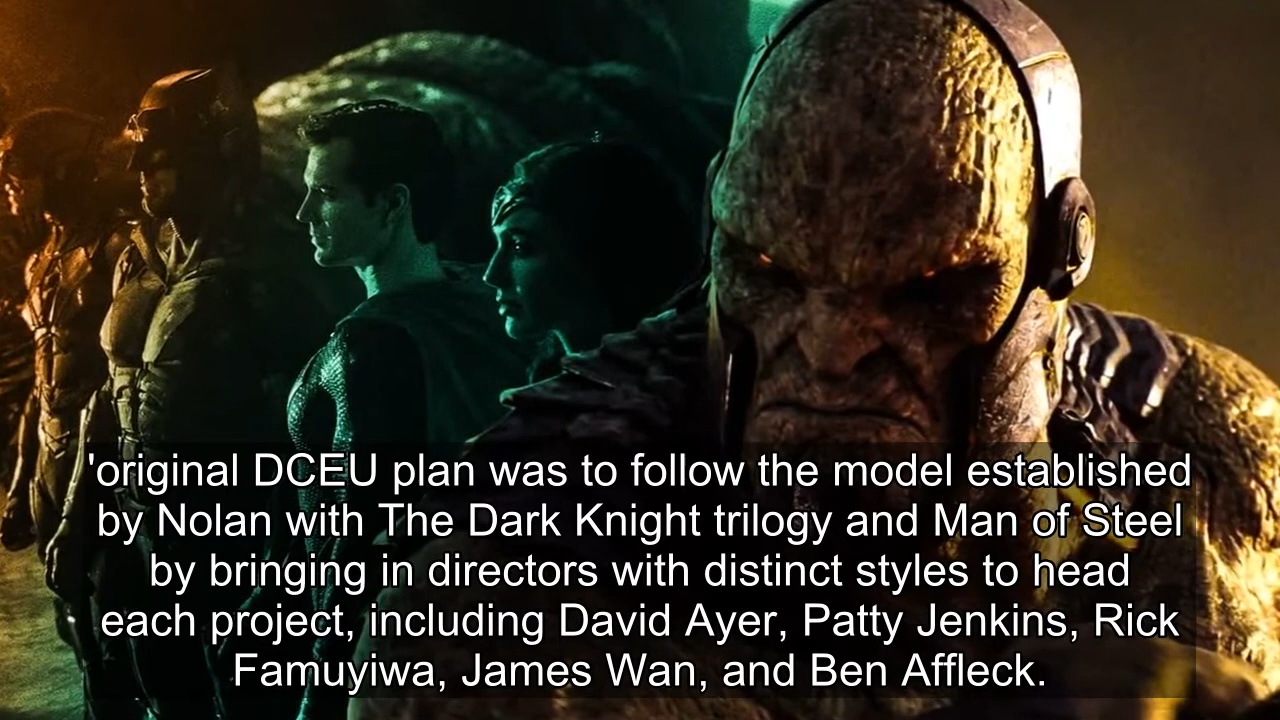 'original DCEU plan was to follow the model established
by Nolan with The Dark Knight trilogy and Man of Steel
by bringing in directors with distinct styles to head
each project, including David Ayer, Patty Jenkins, Rick
Famuyiwa, James Wan, and Ben Affleck.